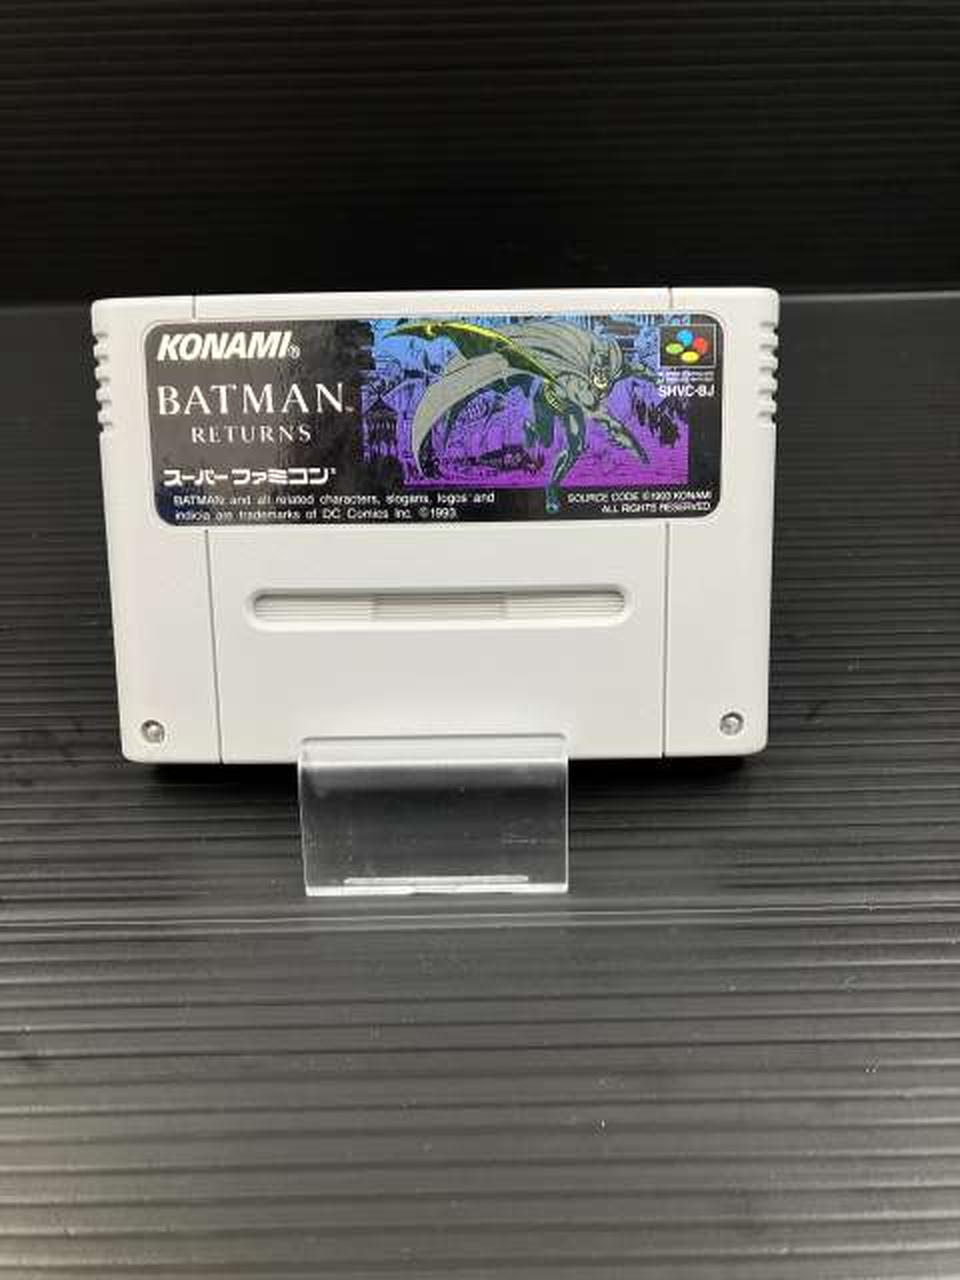 KONAMI®
BATMAN™
RETURNS
スーパーファミコン®
BATMAN and all related characters, slogans, logos and
indicia are trademarks of DC Comics Inc. ©1993
SHVC-BJ
SOURCE CODE ©1993 KONAMI
ALL RIGHTS RESERVED